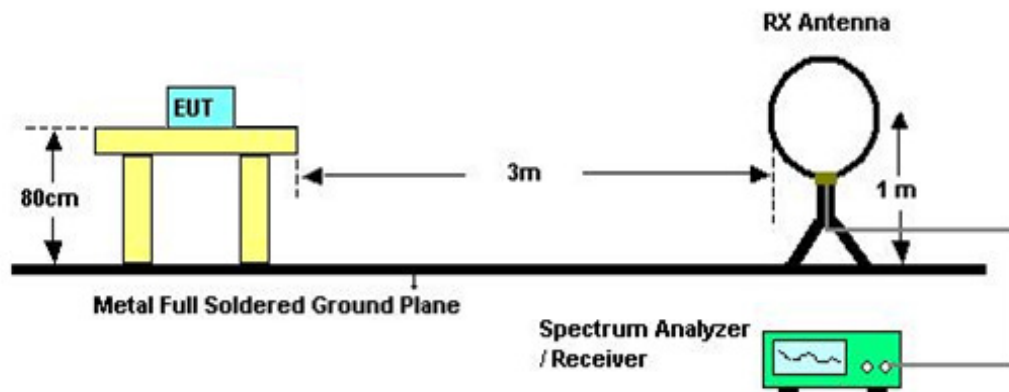 RX Antenna
EUT
80cm
3m
1 m
Metal Full Soldered Ground Plane
Spectrum Analyzer
/ Receiver